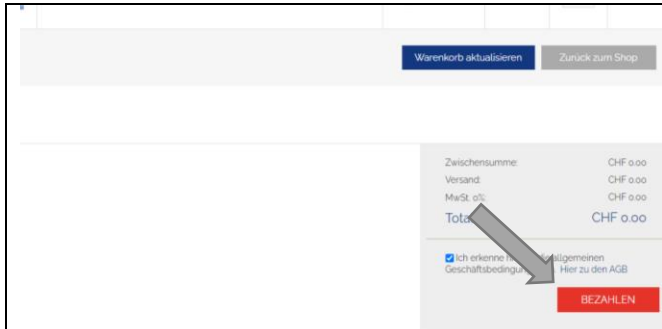 Warenkorb aktualisieren Zurück zum Shop
Zwischensumme: CHF 0.00
Versand: CHF 0.00
MwSt. 0%: CHF 0.00
Total CHF 0.00
Ich erkenne allgemeinen
Geschäftsbedingun Hier zu den AGB
BEZAHLEN